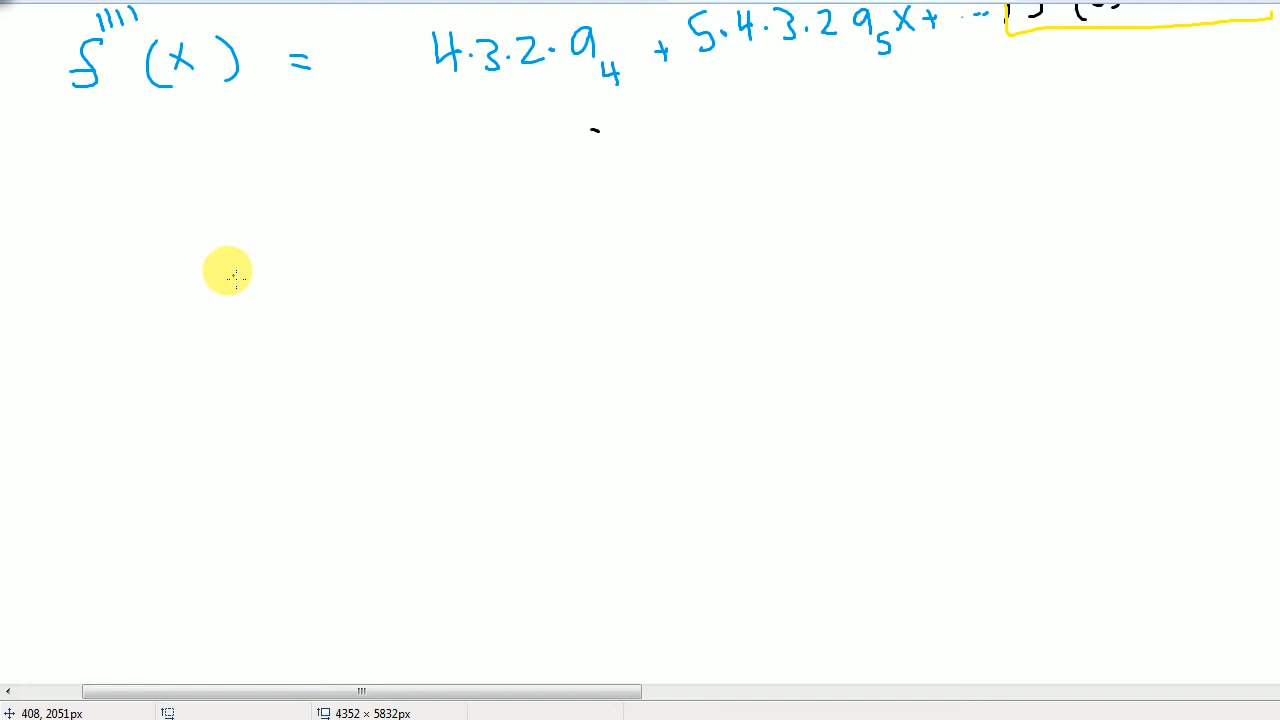 f''''(x) = 4·3·2·a₄ + 5·4·3·2 a₅x + ...
408, 2051px
4352 × 5832px